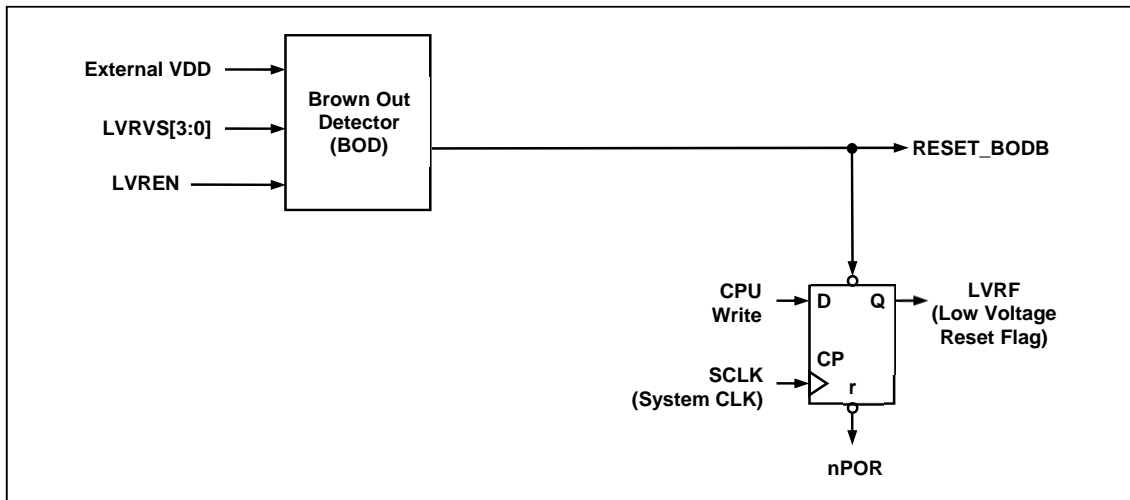 External VDD
LVRVS[3:0]
LVREN
Brown Out
Detector
(BOD)
RESET_BODB
CPU
Write
D
Q
LVRF
(Low Voltage
Reset Flag)
CP
SCLK
(System CLK)
r
nPOR